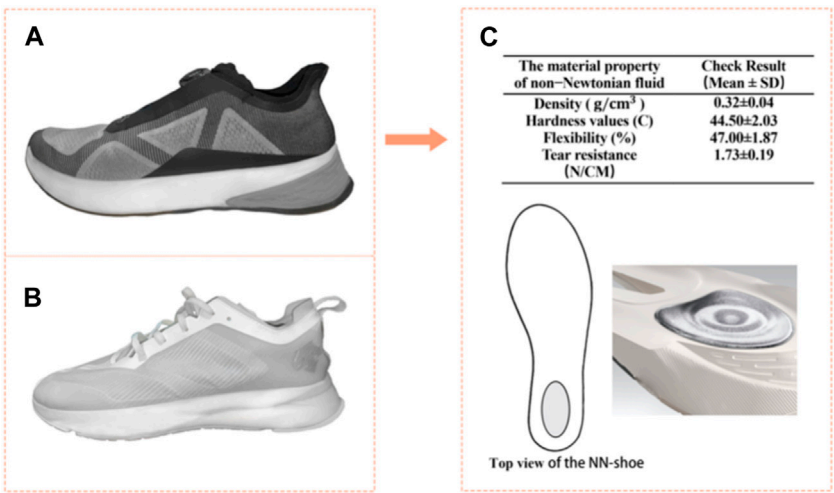 A
B
C
The material property Check Result
of non−Newtonian fluid (Mean ± SD)
Density ( g/cm³ ) 0.32±0.04
Hardness values (C) 44.50±2.03
Flexibility (%) 47.00±1.87
Tear resistance 1.73±0.19
(N/CM)
Top view of the NN-shoe